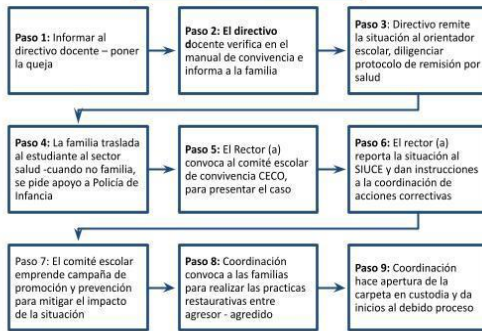 Paso 1: Informar al
directivo docente – poner
la queja
Paso 2: El directivo
docente verifica en el
manual de convivencia e
informa a la familia
Paso 3: Directivo remite
la situación al orientador
escolar, diligenciar
protocolo de remisión por
salud
Paso 4: La familia traslada
al estudiante al sector
salud -cuando no familia,
se pide apoyo a Policía de
Infancia
Paso 5: El Rector (a)
convoca al comité escolar
de convivencia CECO,
para presentar el caso
Paso 6: El rector (a)
reporta la situación al
SIUCE y dan instrucciones
a la coordinación de
acciones correctivas
Paso 7: El comité escolar
emprende campaña de
promoción y prevención
para mitigar el impacto
de la situación
Paso 8: Coordinación
convoca a las familias
para realizar las practicas
restaurativas entre
agresor - agredido
Paso 9: Coordinación
hace apertura de la
carpeta en custodia y da
inicios al debido proceso